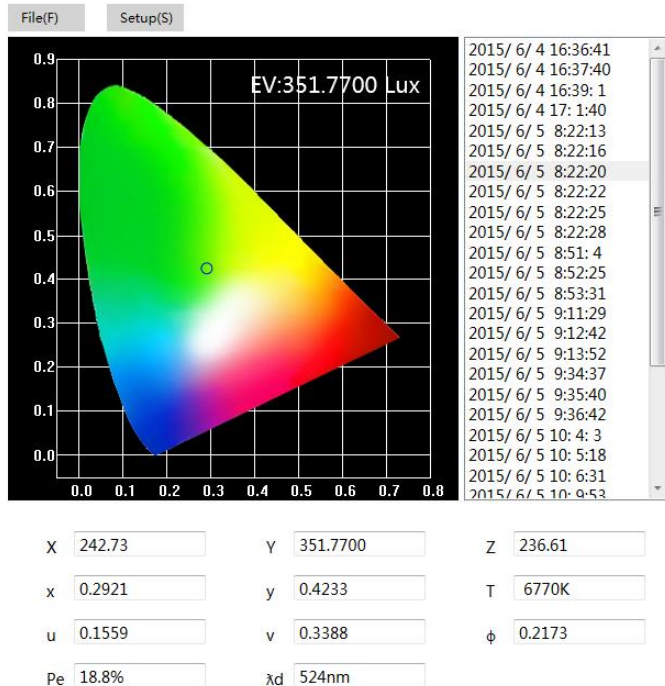 File(F) Setup(S)
EV:351.7700 Lux
0.9
0.8
0.7
0.6
0.5
0.4
0.3
0.2
0.1
0.0
0.0 0.1 0.2 0.3 0.4 0.5 0.6 0.7 0.8
2015/ 6/ 4 16:36:41
2015/ 6/ 4 16:37:40
2015/ 6/ 4 16:39: 1
2015/ 6/ 4 17: 1:40
2015/ 6/ 5 8:22:13
2015/ 6/ 5 8:22:16
2015/ 6/ 5 8:22:20
2015/ 6/ 5 8:22:22
2015/ 6/ 5 8:22:25
2015/ 6/ 5 8:22:28
2015/ 6/ 5 8:51: 4
2015/ 6/ 5 8:52:25
2015/ 6/ 5 8:53:31
2015/ 6/ 5 9:11:29
2015/ 6/ 5 9:12:42
2015/ 6/ 5 9:13:52
2015/ 6/ 5 9:34:37
2015/ 6/ 5 9:35:40
2015/ 6/ 5 9:36:42
2015/ 6/ 5 10: 4: 3
2015/ 6/ 5 10: 5:18
2015/ 6/ 5 10: 6:31
2015/ 6/ 5 10: 9:53
X 242.73 Y 351.7700 Z 236.61
x 0.2921 y 0.4233 T 6770K
u 0.1559 v 0.3388 ϕ 0.2173
Pe 18.8% λd 524nm